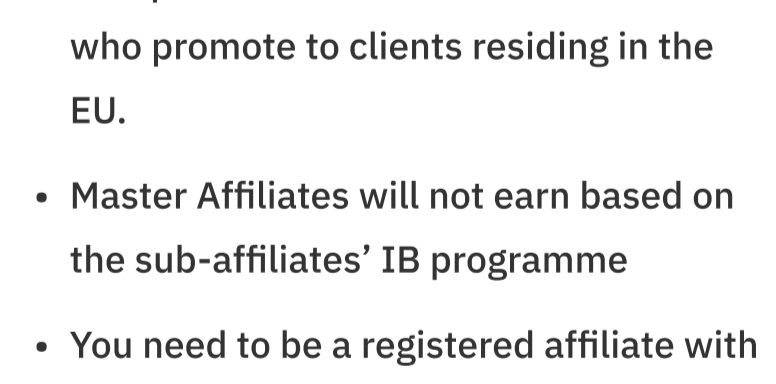 who promote to clients residing in the
EU.
• Master Affiliates will not earn based on
the sub-affiliates’ IB programme
• You need to be a registered affiliate with